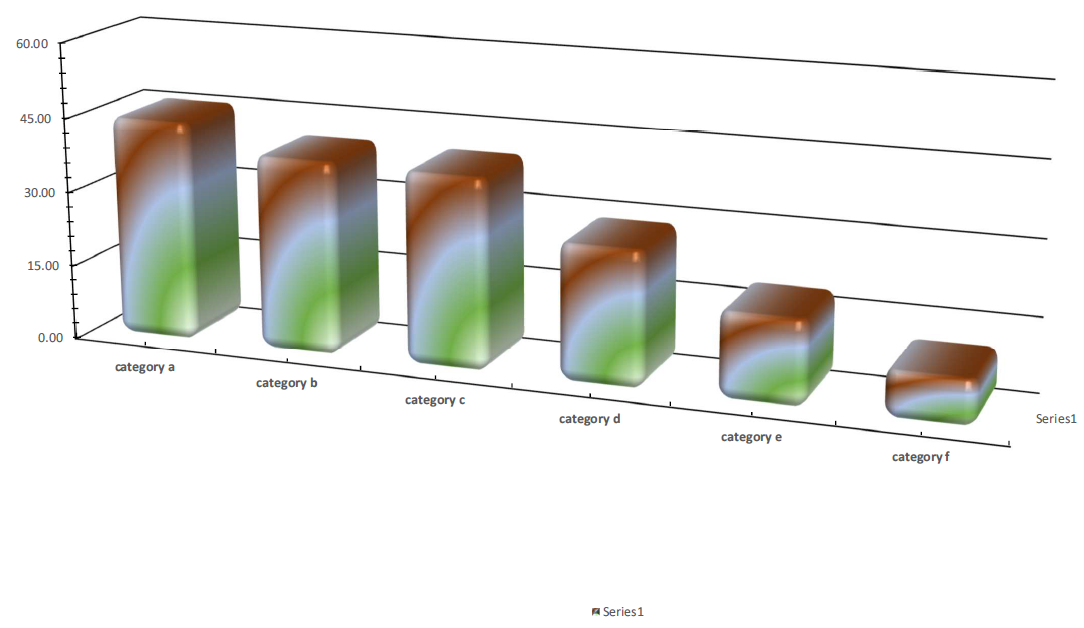 60.00
45.00
30.00
15.00
0.00
category a
category b
category c
category d
category e
category f
Series1
Series1